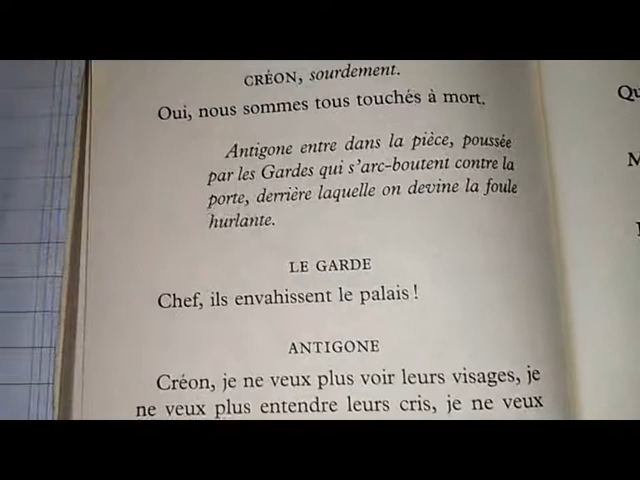 CRÉON, sourdement.
Oui, nous sommes tous touchés à mort.
Antigone entre dans la pièce, poussée
par les Gardes qui s'arc-boutent contre la
porte, derrière laquelle on devine la foule
hurlante.
LE GARDE
Chef, ils envahissent le palais !
ANTIGONE
Créon, je ne veux plus voir leurs visages, je
ne veux plus entendre leurs cris, je ne veux
Qu
M